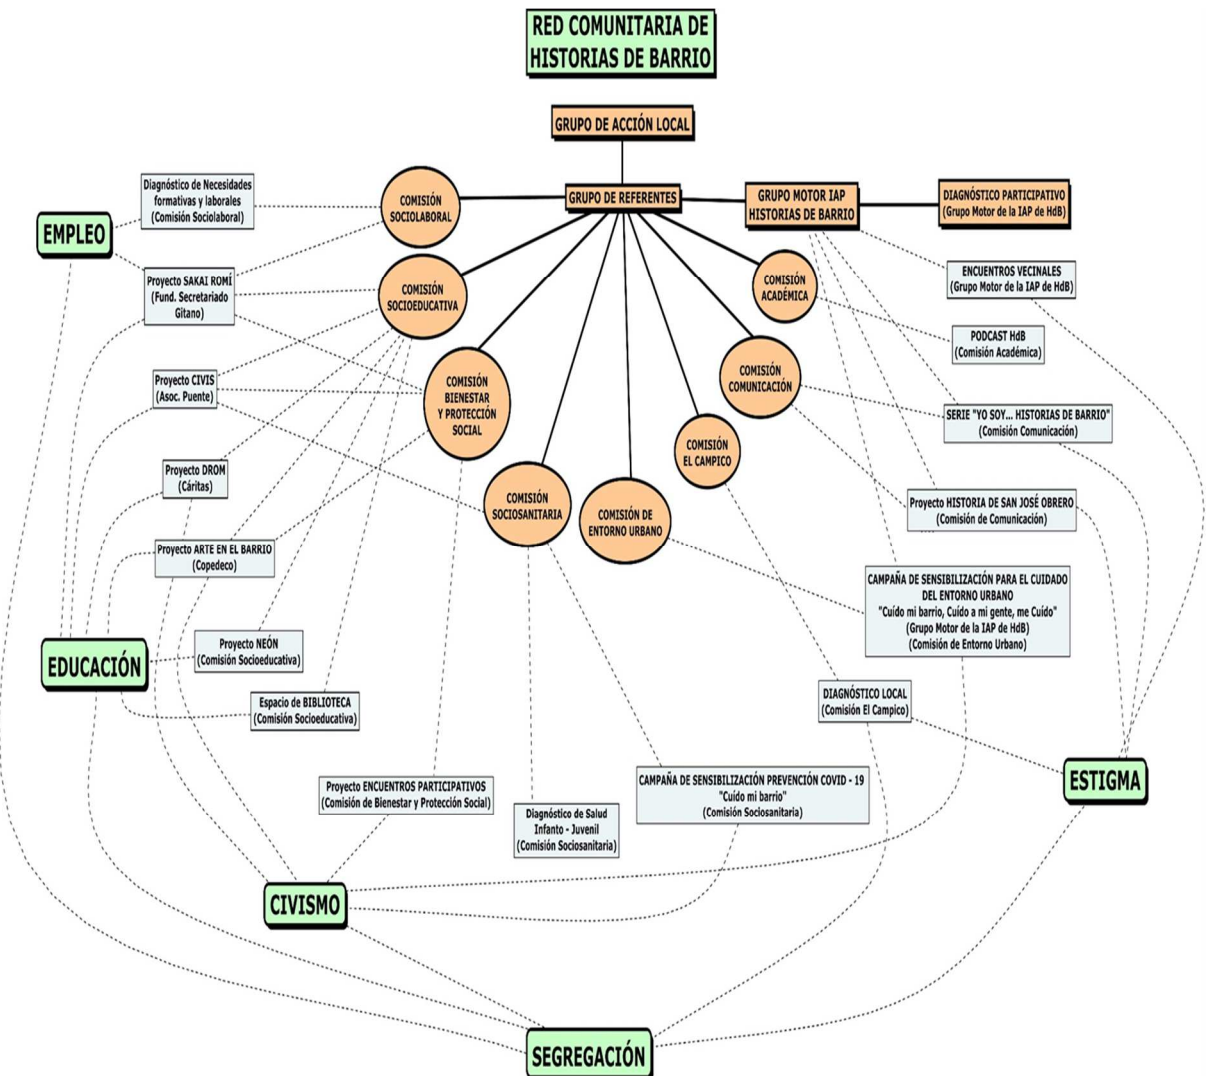 RED COMUNITARIA DE
HISTORIAS DE BARRIO
GRUPO DE ACCIÓN LOCAL
GRUPO DE REFERENTES
GRUPO MOTOR IAP
HISTORIAS DE BARRIO
DIAGNÓSTICO PARTICIPATIVO
(Grupo Motor de la IAP de HdB)
Diagnóstico de Necesidades
formativas y laborales
(Comisión Sociolaboral)
COMISIÓN
SOCIOLABORAL
EMPLEO
Proyecto SAKAI ROMÍ
(Fund. Secretariado
Gitano)
COMISIÓN
SOCIOEDUCATIVA
COMISIÓN
ACADÉMICA
ENCUENTROS VECINALES
(Grupo Motor de la IAP de HdB)
PODCAST HdB
(Comisión Académica)
Proyecto CIVIS
(Asoc. Puente)
COMISIÓN
BIENESTAR
Y PROTECCIÓN
SOCIAL
COMISIÓN
COMUNICACIÓN
SERIE "YO SOY... HISTORIAS DE BARRIO"
(Comisión Comunicación)
COMISIÓN
EL CAMPICO
Proyecto DROM
(Cáritas)
COMISIÓN
SOCIOSANITARIA
COMISIÓN DE
ENTORNO URBANO
Proyecto HISTORIA DE SAN JOSÉ OBRERO
(Comisión de Comunicación)
Proyecto ARTE EN EL BARRIO
(Copedeco)
CAMPAÑA DE SENSIBILIZACIÓN PARA EL CUIDADO
DEL ENTORNO URBANO
"Cuído mi barrio, Cuído a mi gente, me Cuído"
(Grupo Motor de la IAP de HdB)
(Comisión de Entorno Urbano)
Proyecto NEÓN
(Comisión Socioeducativa)
EDUCACIÓN
Espacio de BIBLIOTECA
(Comisión Socioeducativa)
DIAGNÓSTICO LOCAL
(Comisión El Campico)
ESTIGMA
Proyecto ENCUENTROS PARTICIPATIVOS
(Comisión de Bienestar y Protección Social)
CAMPAÑA DE SENSIBILIZACIÓN PREVENCIÓN COVID - 19
"Cuído mi barrio"
(Comisión Sociosanitaria)
Diagnóstico de Salud
Infanto - Juvenil
(Comisión Sociosanitaria)
CIVISMO
SEGREGACIÓN